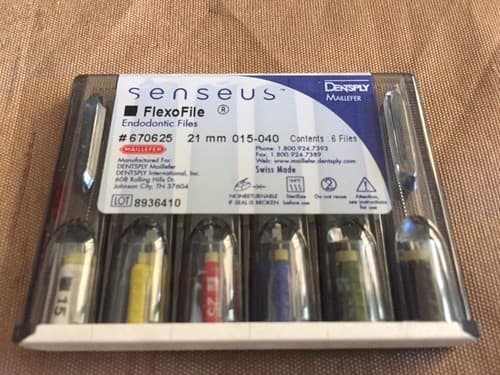 senseus™
DENTSPLY
MAILLEFER
FlexoFile ®
Endodontic Files
#670625 21 mm 015-040 Contents : 6 Files
MAILLEFER
Manufactured For:
DENTSPLY Maillefer
DENTSPLY International, Inc.
608 Rolling Hills Dr.
Johnson City, TN 37604
Phone: 1.800.924.7393
Fax: 1.800.924.7389
Web: www.maillefer.dentsply.com
Swiss Made
LOT 8936410
NONRETURNABLE
IF SEAL IS BROKEN
Sterilize
before use
Do not reuse
Attention,
see instructions
for use
15
25